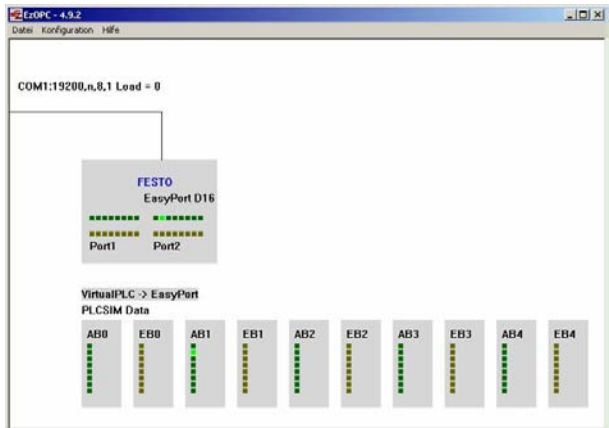 EzOPC - 4.9.2
Datei Konfiguration Hilfe
COM1:19200,n,8,1 Load = 0
FESTO
EasyPort D16
Port1 Port2
VirtualPLC -> EasyPort
PLCSIM Data
AB0 EB0 AB1 EB1 AB2 EB2 AB3 EB3 AB4 EB4